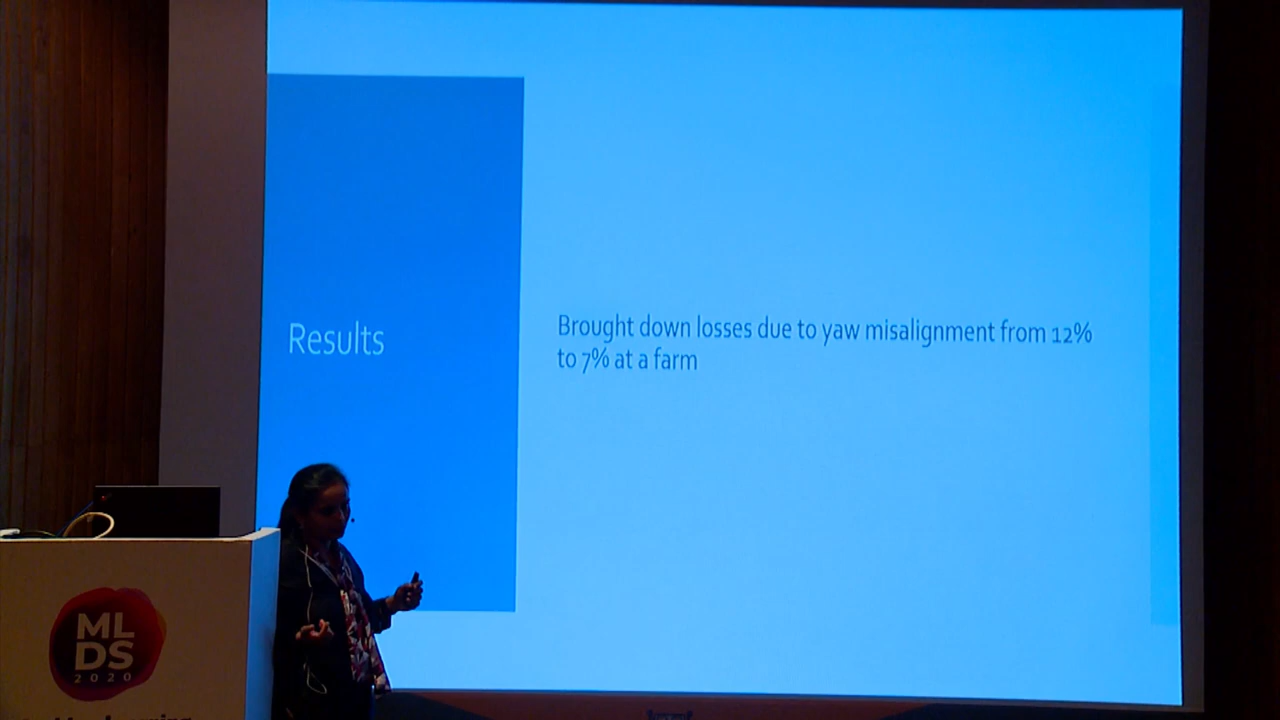 Results
Brought down losses due to yaw misalignment from 12%
to 7% at a farm
ML
DS
2020